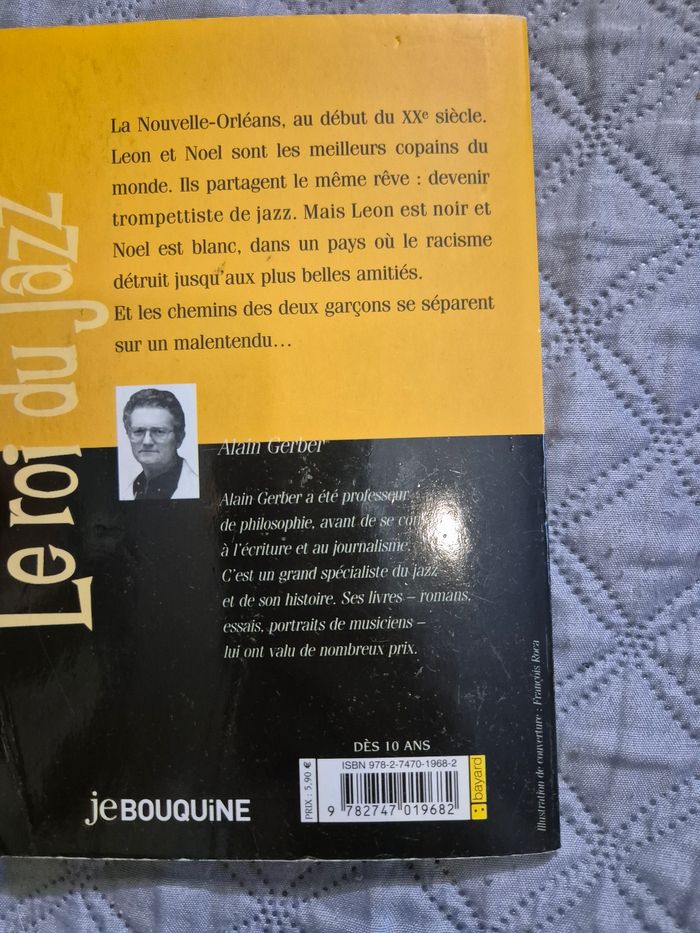 La Nouvelle-Orléans, au début du XXe siècle.
Leon et Noel sont les meilleurs copains du
monde. Ils partagent le même rêve : devenir
trompettiste de jazz. Mais Leon est noir et
Noel est blanc, dans un pays où le racisme
détruit jusqu'aux plus belles amitiés.
Et les chemins des deux garçons se séparent
sur un malentendu...
Le roi du jazz
Alain Gerber
Alain Gerber a été professeur
de philosophie, avant de se
à l'écriture et au journalisme.
C'est un grand spécialiste du jazz
et de son histoire. Ses livres – romans,
essais, portraits de musiciens –
lui ont valu de nombreux prix.
DÈS 10 ANS
ISBN 978-2-7470-1968-2
PRIX : 5,90 €
9 782747 019682
bayard
jeBOUQUiNE
Illustration de couverture : François Roca